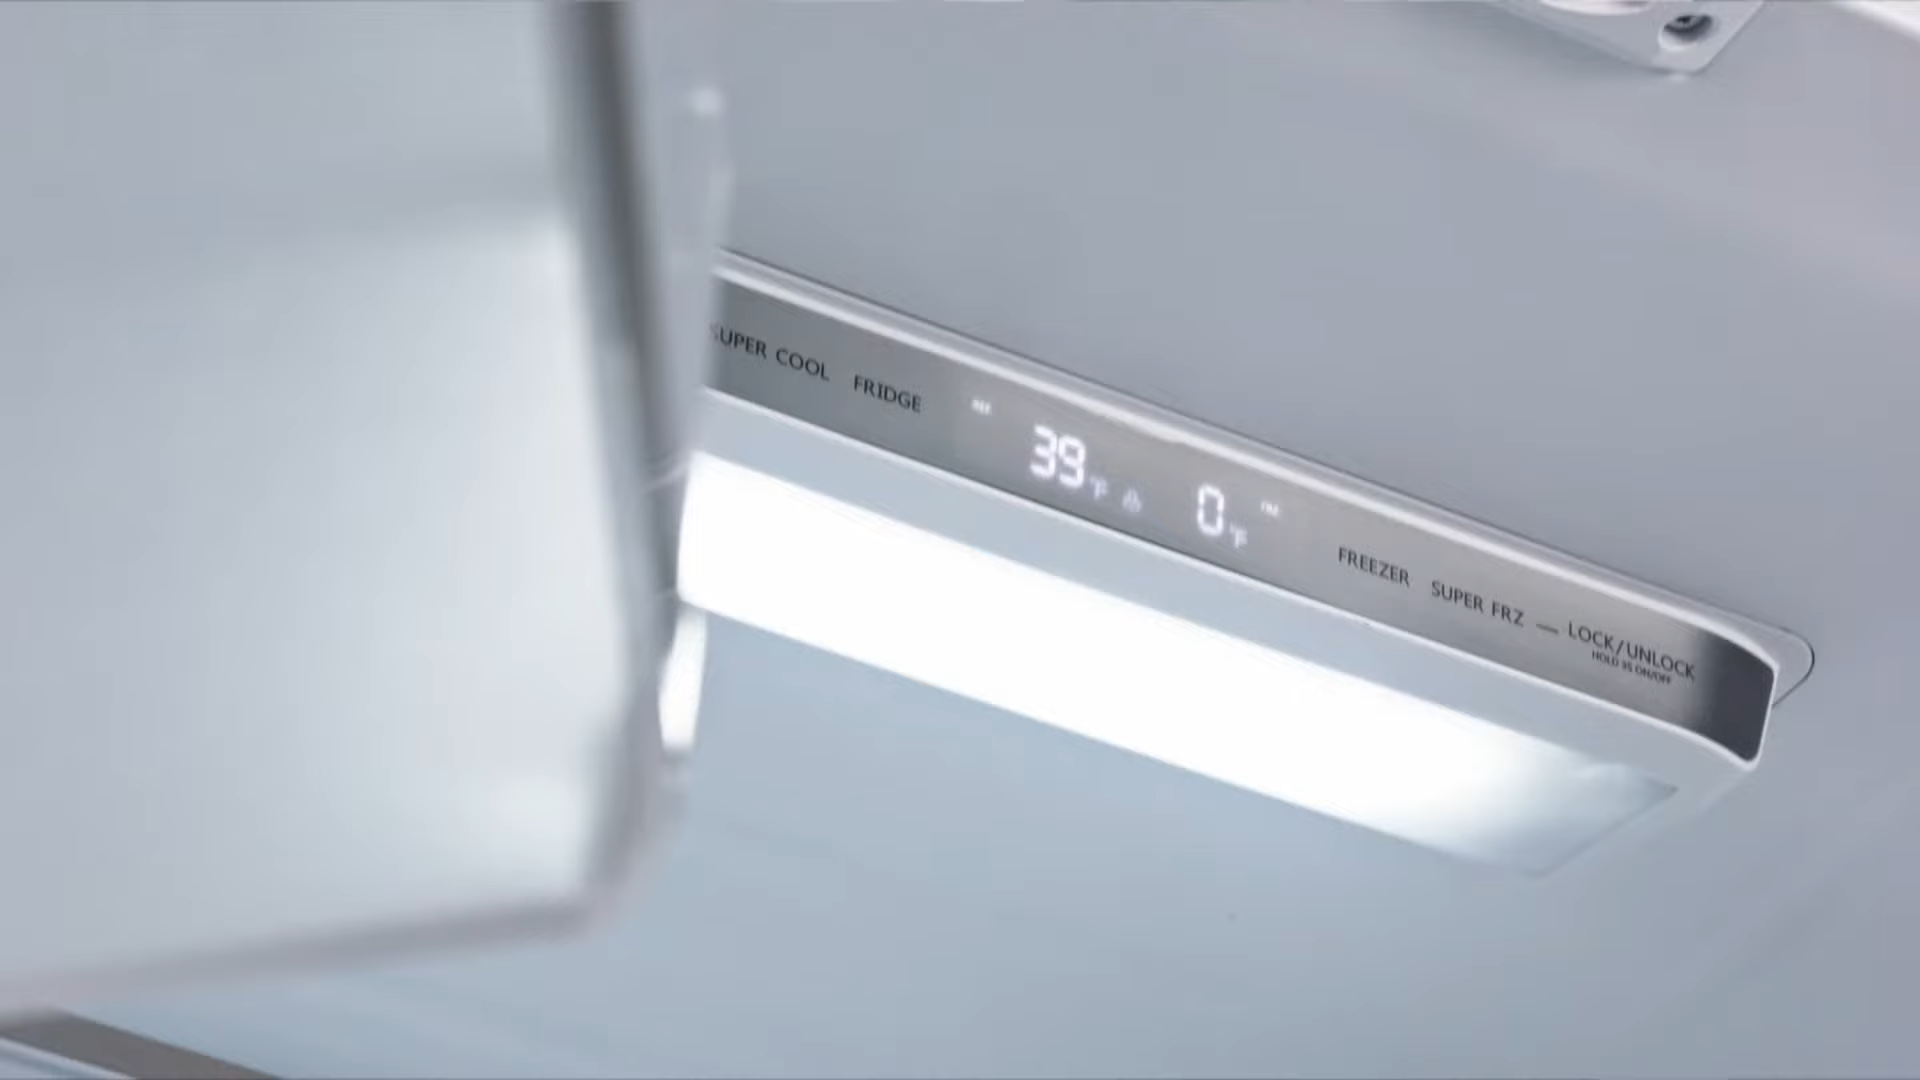 SUPER COOL FRIDGE 39°F 0°F FREEZER SUPER FRZ — LOCK/UNLOCK
HOLD 3S ON/OFF